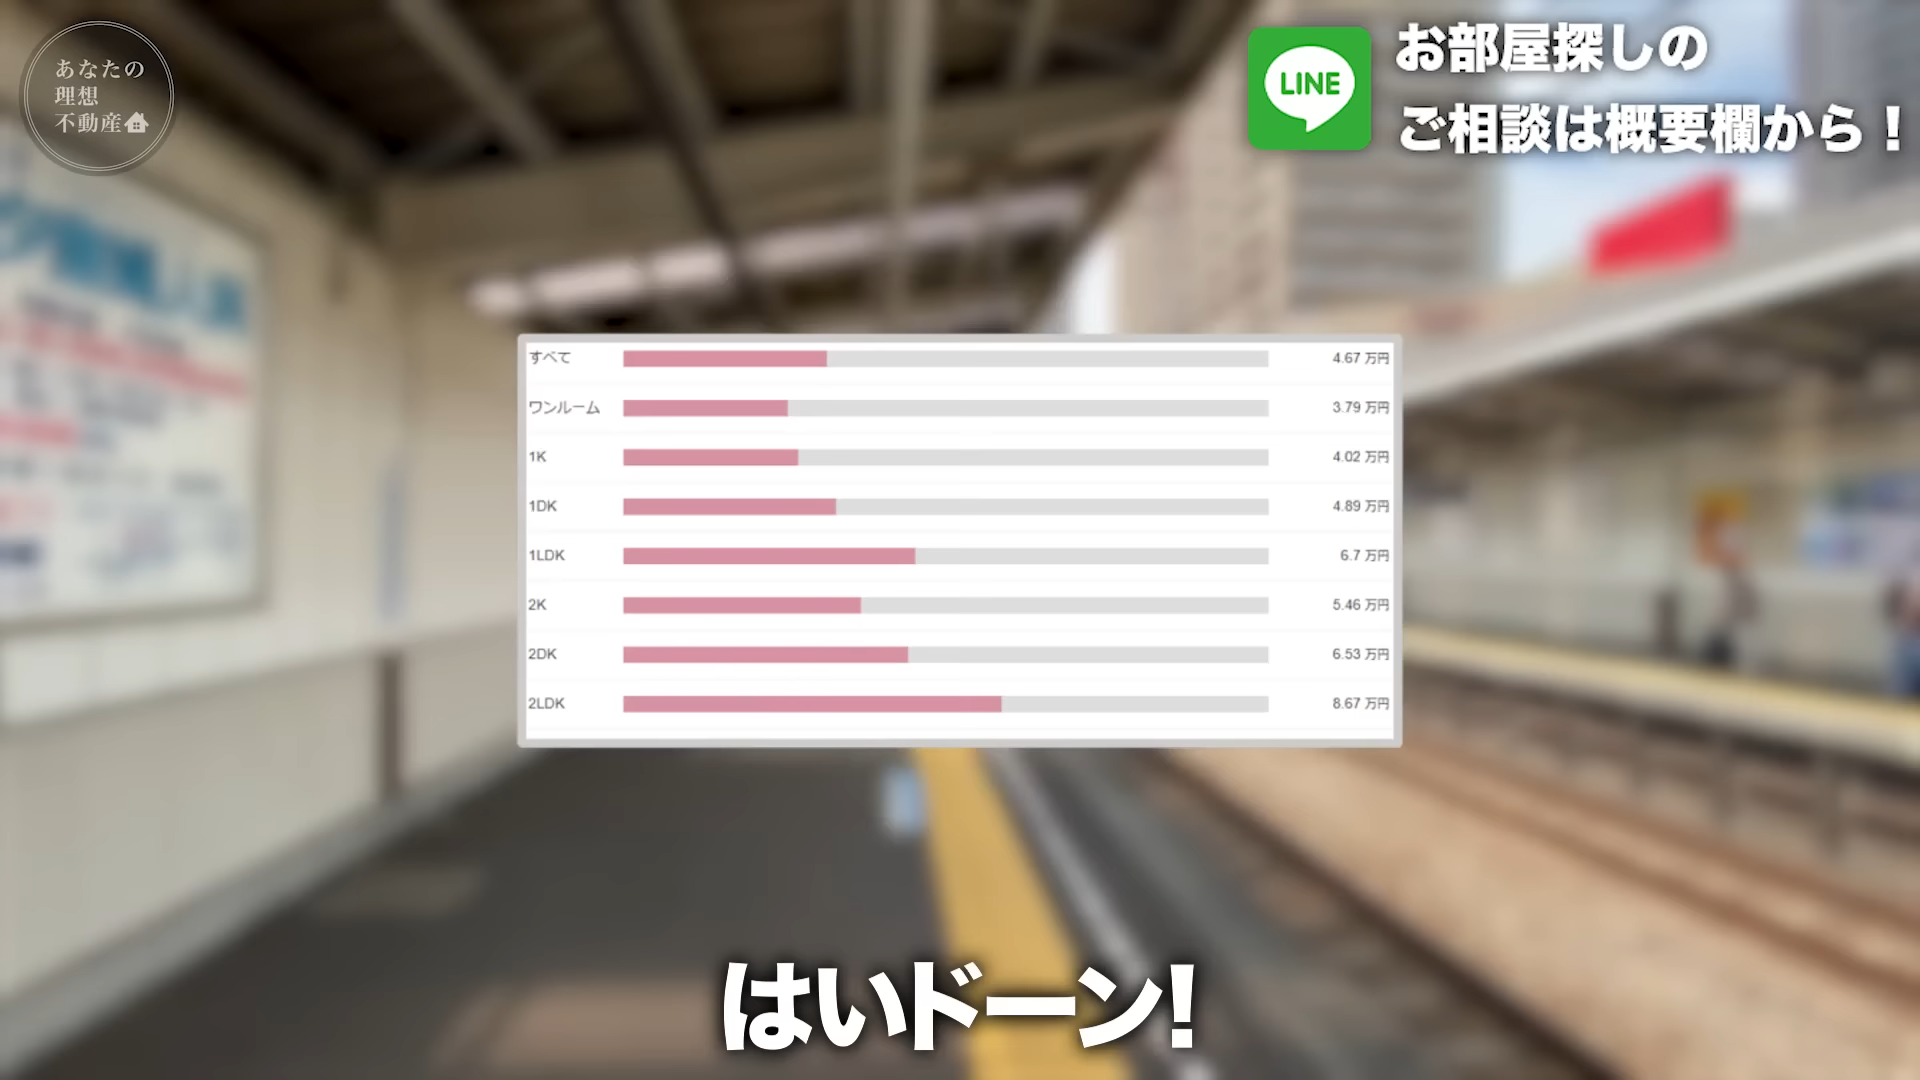 あなたの
理想
不動産
LINE
お部屋探しの
ご相談は概要欄から！
すべて 4.67 万円
ワンルーム 3.79 万円
1K 4.02 万円
1DK 4.89 万円
1LDK 6.7 万円
2K 5.46 万円
2DK 6.53 万円
2LDK 8.67 万円
はいドーン！